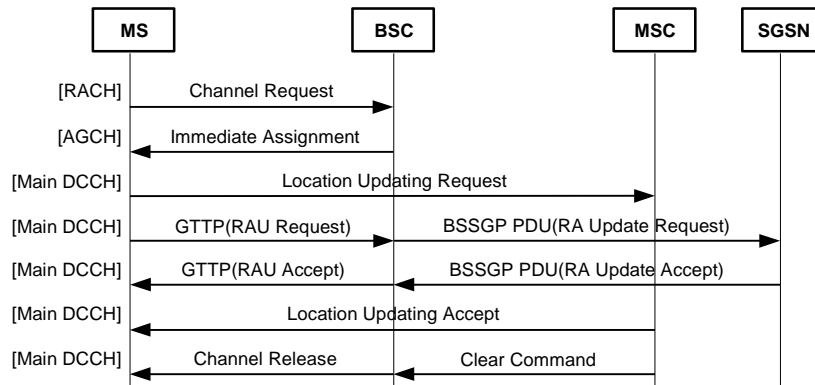 MS BSC MSC SGSN
[RACH] Channel Request
[AGCH] Immediate Assignment
[Main DCCH] Location Updating Request
[Main DCCH] GTTP(RAU Request) BSSGP PDU(RA Update Request)
[Main DCCH] GTTP(RAU Accept) BSSGP PDU(RA Update Accept)
[Main DCCH] Location Updating Accept
[Main DCCH] Channel Release Clear Command